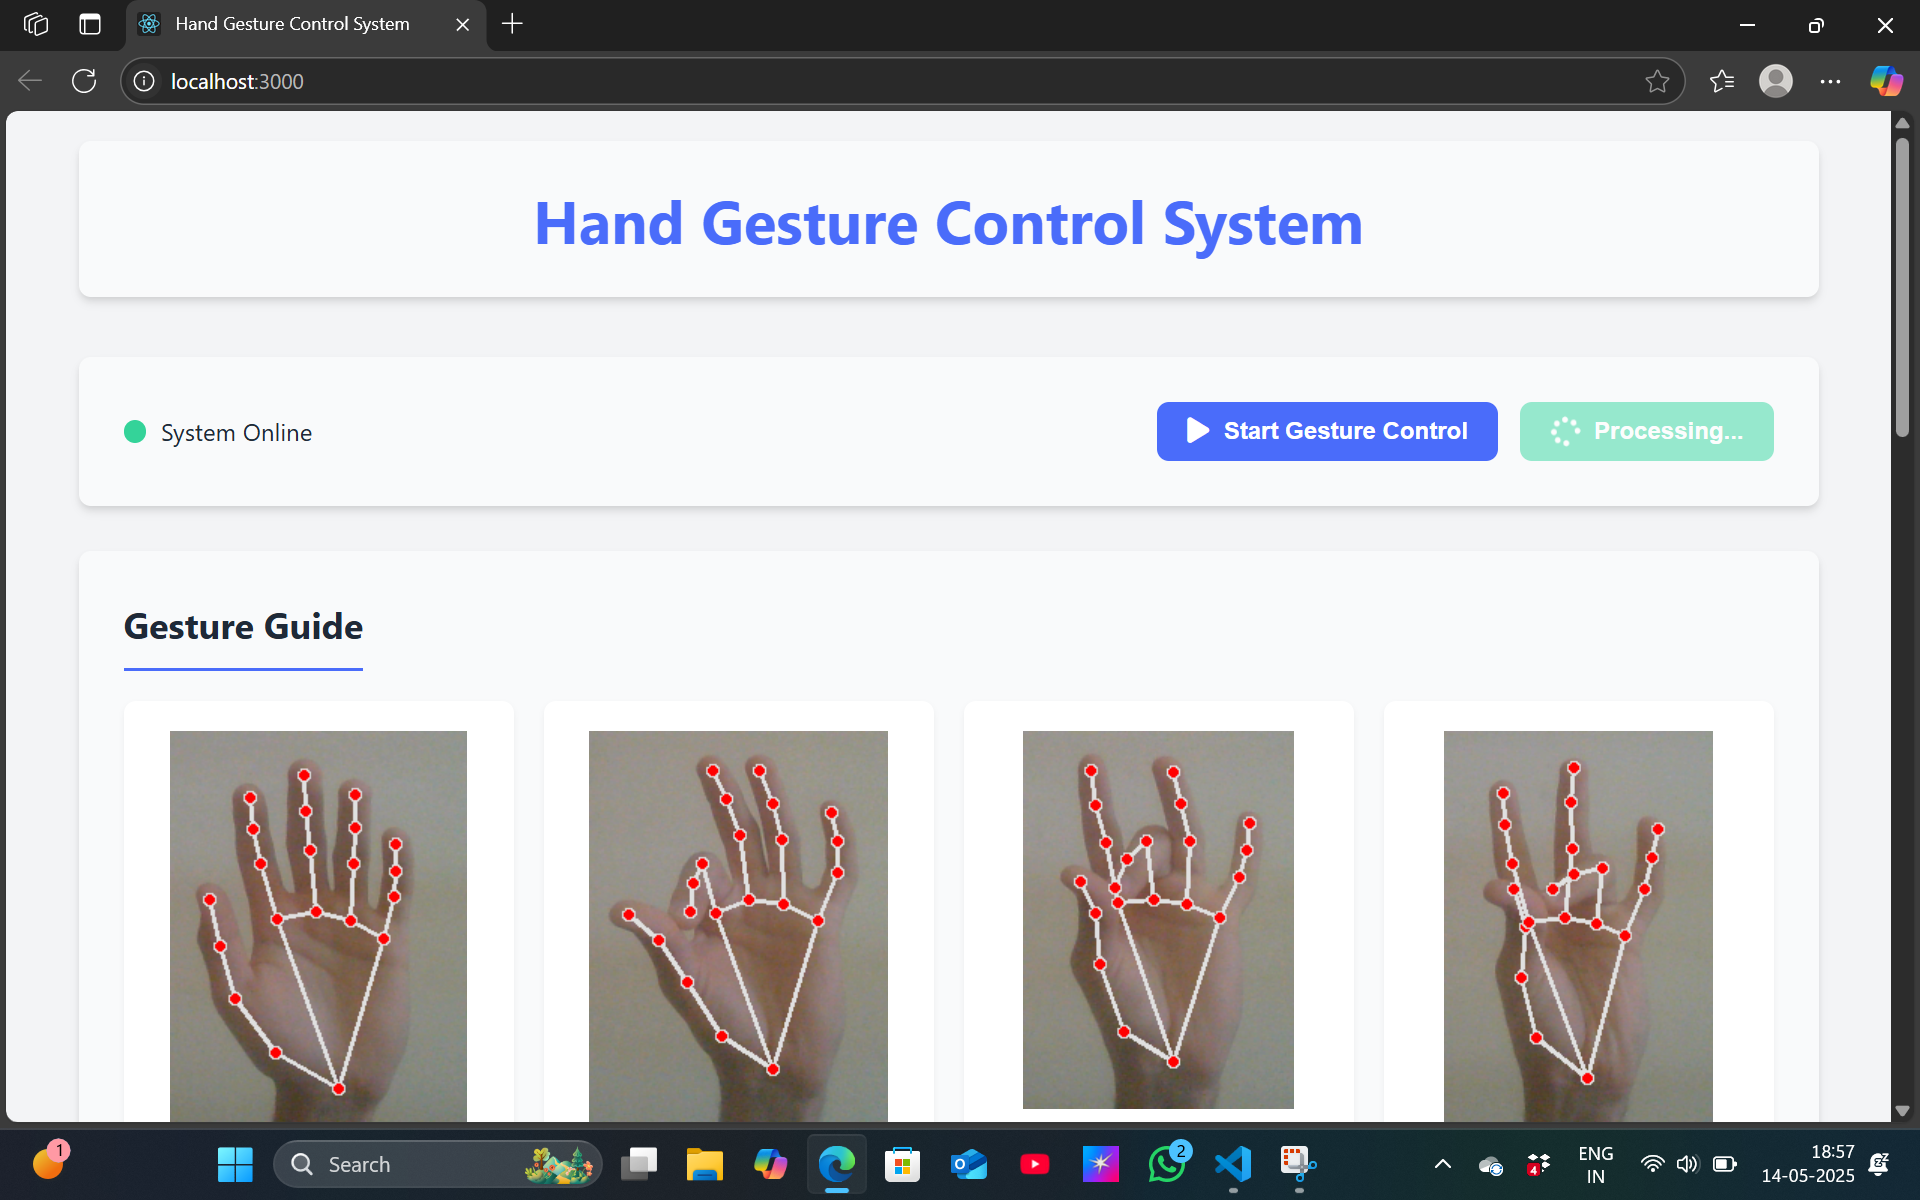 Hand Gesture Control System
localhost:3000
Hand Gesture Control System
System Online
Start Gesture Control
Processing...
Gesture Guide
1
Search
2
4
ENG
IN
18:57
14-05-2025